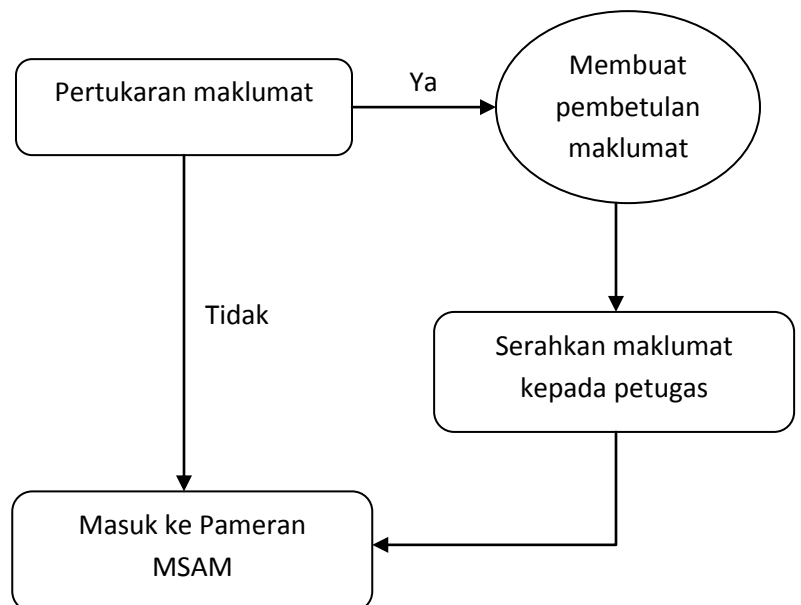 Pertukaran maklumat
Ya
Membuat
pembetulan
maklumat
Tidak
Serahkan maklumat
kepada petugas
Masuk ke Pameran
MSAM